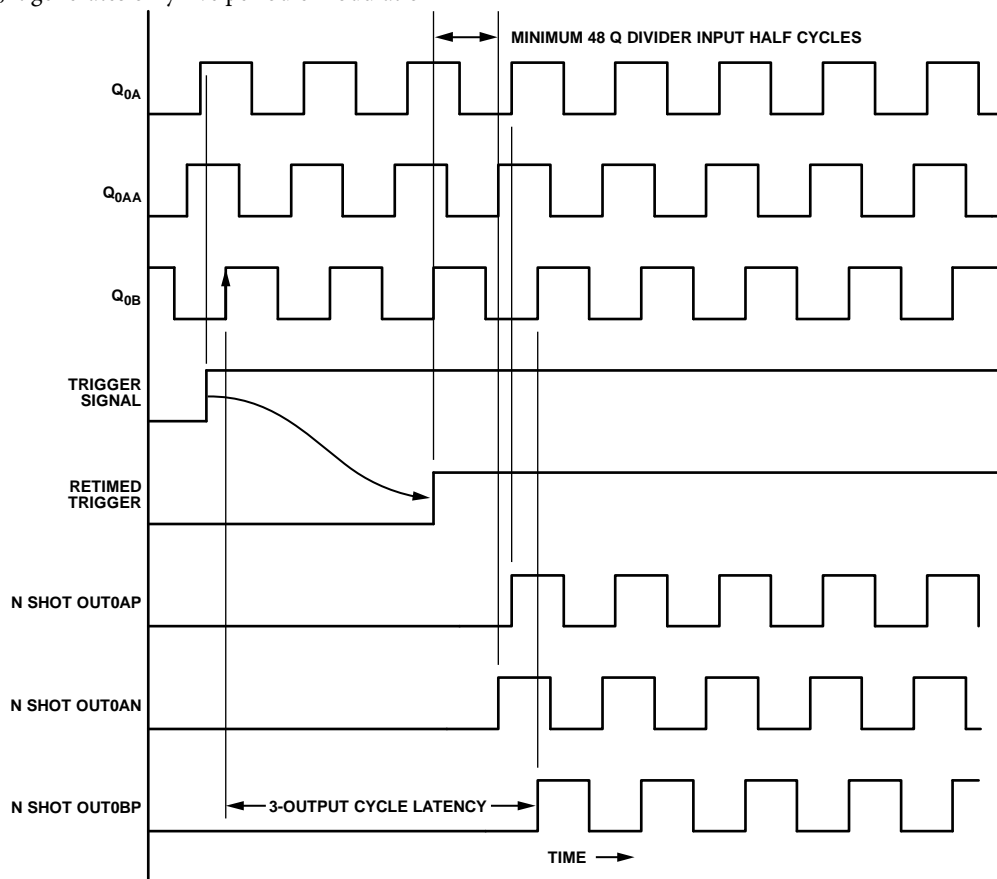 MINIMUM 48 Q DIVIDER INPUT HALF CYCLES
Q0A
Q0AA
Q0B
TRIGGER
SIGNAL
RETIMED
TRIGGER
N SHOT OUT0AP
N SHOT OUT0AN
N SHOT OUT0BP
3-OUTPUT CYCLE LATENCY
TIME